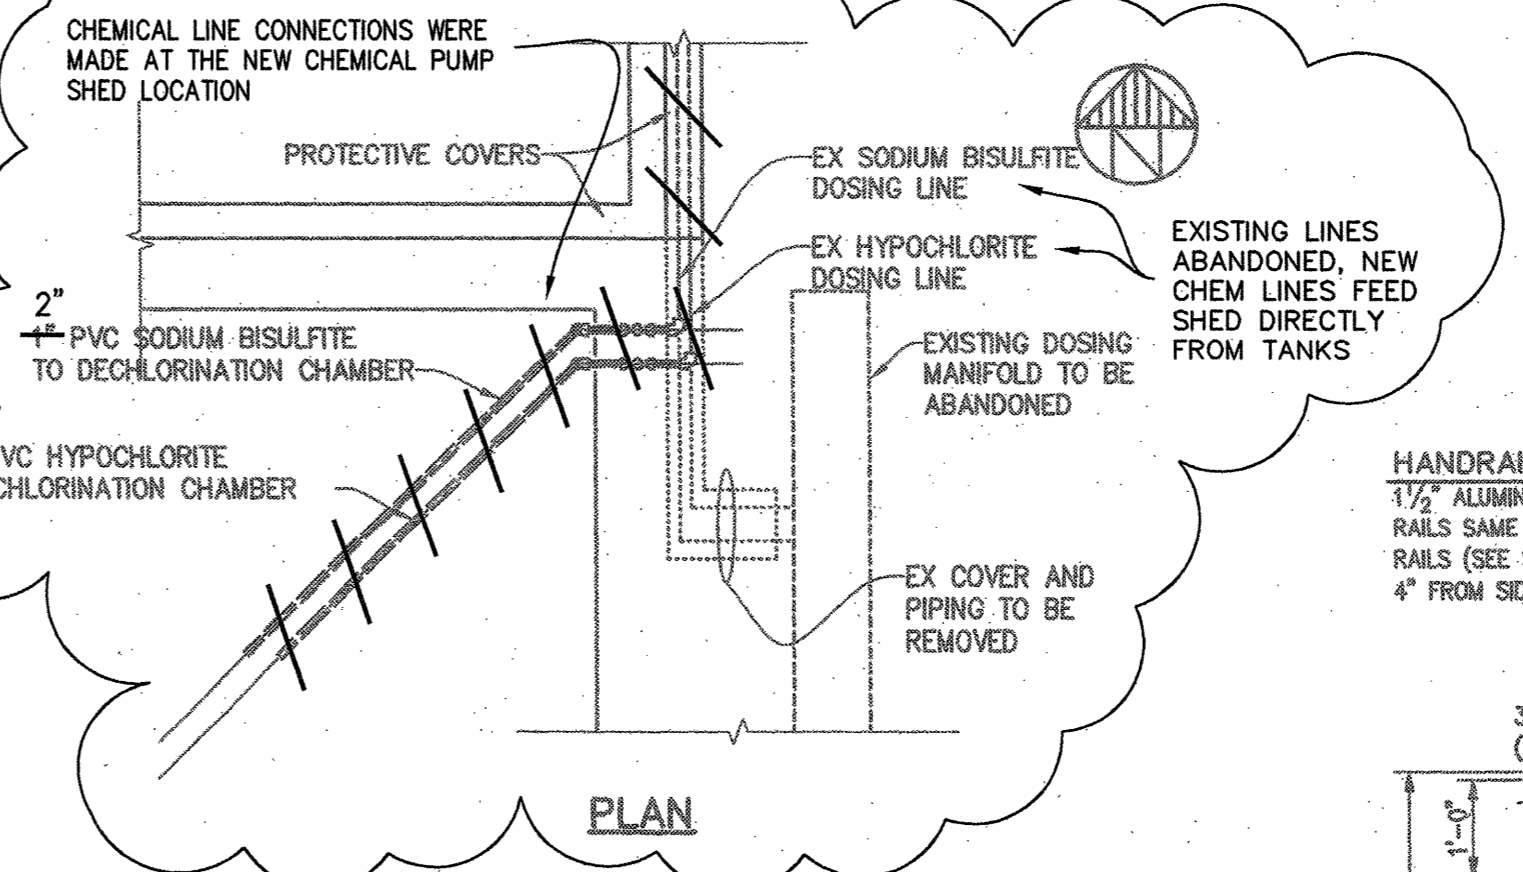 CHEMICAL LINE CONNECTIONS WERE
MADE AT THE NEW CHEMICAL PUMP
SHED LOCATION
PROTECTIVE COVERS
EX SODIUM BISULFITE
DOSING LINE
N
EX HYPOCHLORITE
DOSING LINE
EXISTING LINES
ABANDONED, NEW
CHEM LINES FEED
SHED DIRECTLY
FROM TANKS
2"
1" PVC SODIUM BISULFITE
TO DECHLORINATION CHAMBER
EXISTING DOSING
MANIFOLD TO BE
ABANDONED
VC HYPOCHLORITE
CHLORINATION CHAMBER
HANDRAI
1½" ALUMIN
RAILS SAME
RAILS (SEE
4" FROM SID
EX COVER AND
PIPING TO BE
REMOVED
PLAN
1'-0"